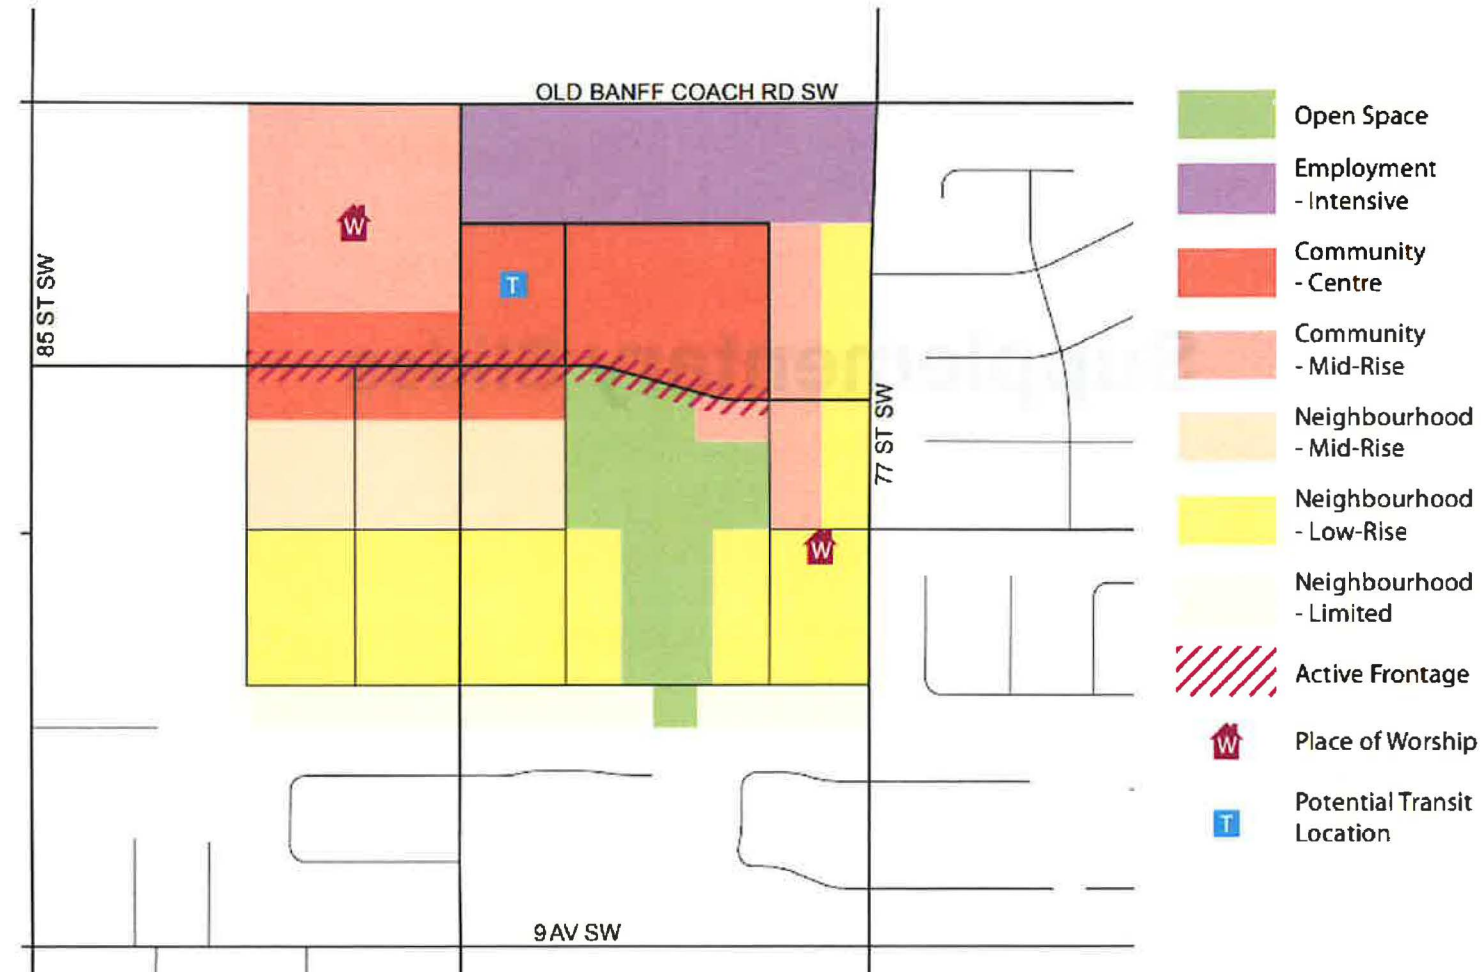 OLD BANFF COACH RD SW
85 ST SW
77 ST SW
9 AV SW
W
T
W
Open Space
Employment
- Intensive
Community
- Centre
Community
- Mid-Rise
Neighbourhood
- Mid-Rise
Neighbourhood
- Low-Rise
Neighbourhood
- Limited
Active Frontage
W
Place of Worship
T
Potential Transit
Location